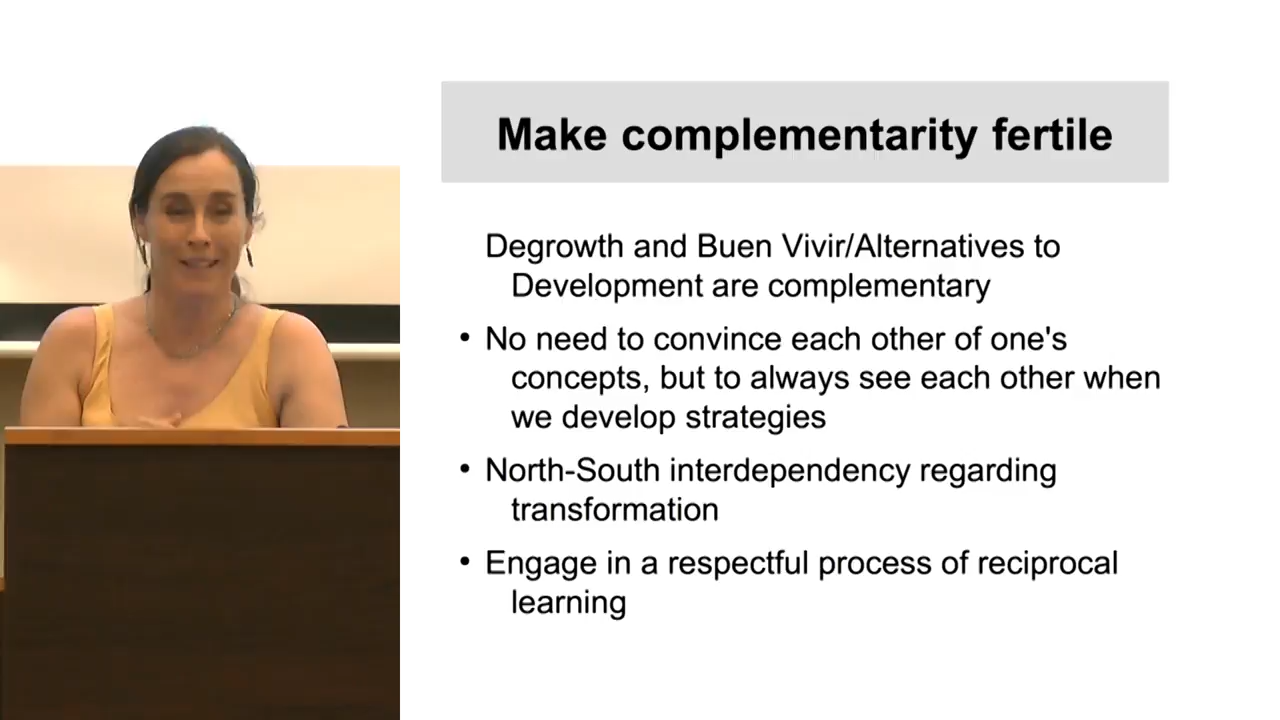 Make complementarity fertile
Degrowth and Buen Vivir/Alternatives to
Development are complementary
• No need to convince each other of one's
concepts, but to always see each other when
we develop strategies
• North-South interdependency regarding
transformation
• Engage in a respectful process of reciprocal
learning